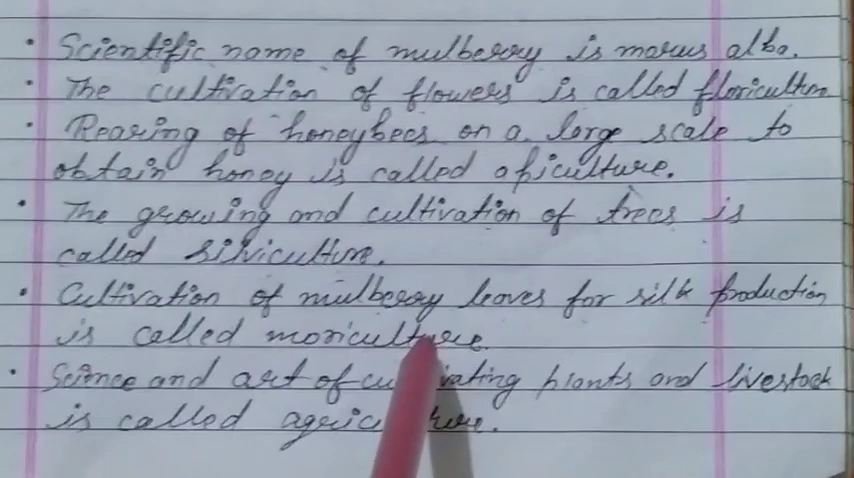 • Scientific name of mulberry is morus alba.
• The cultivation of flowers is called floriculture
• Rearing of honeybees on a large scale to
obtain honey is called apiculture.
• The growing and cultivation of trees is
called silviculture.
• Cultivation of mulberry leaves for silk production
is called moriculture.
• Science and art of cultivating plants and livestock
is called agriculture.